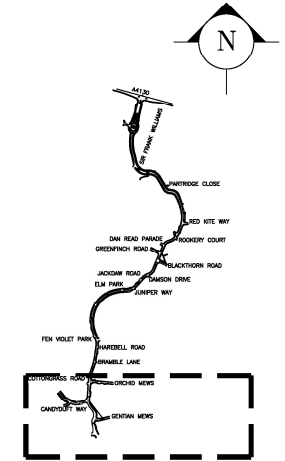 N
A4130
SIR FRANK WILLIAMS
PARTRIDGE CLOSE
RED KITE WAY
DAN READ PARADE
ROOKERY COURT
GREENFINCH ROAD
BLACKTHORN ROAD
JACKDAW ROAD
DAMSON DRIVE
ELM PARK
JUNIPER WAY
FEN VIOLET PARK
HAREBELL ROAD
BRAMBLE LANE
COTTONGRASS ROAD
ORCHID MEWS
CANDYDUFT WAY
GENTIAN MEWS